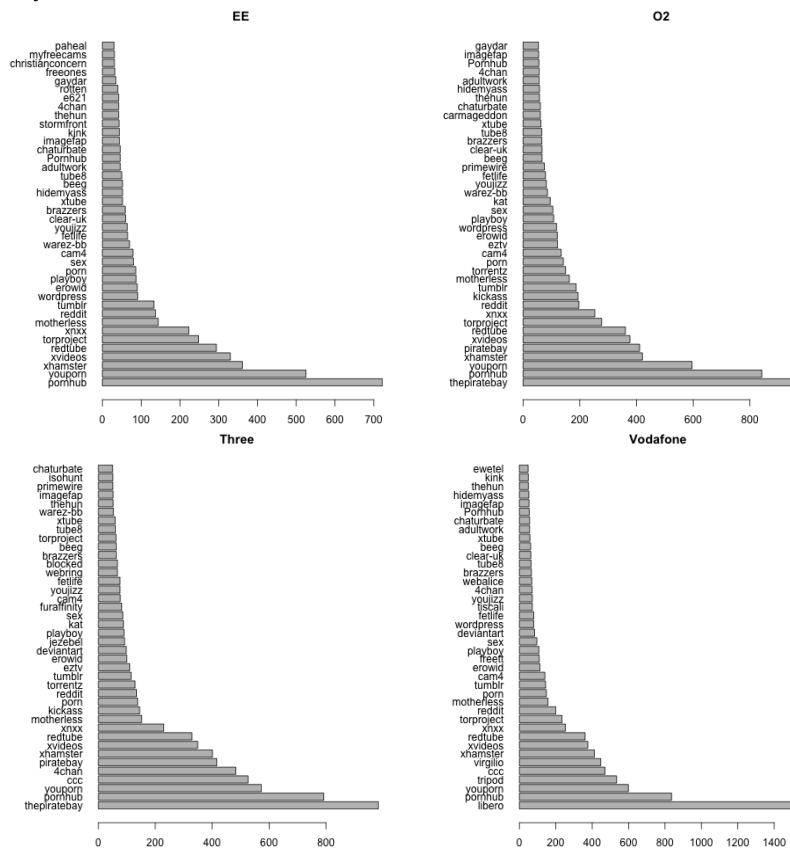 EE
paheal
myfreecams
christianconcern
freeones
gaydar
rotten
e621
4chan
thehun
stormfront
kink
imagefap
chaturbate
Pornhub
adultwork
tube8
beeg
hidemyass
xtube
brazzers
clear-uk
youjizz
fetlife
warez-bb
cam4
sex
porn
playboy
erowid
wordpress
tumblr
reddit
motherless
xnxx
torproject
redtube
xvideos
xhamster
youporn
pornhub
0 100 200 300 400 500 600 700
O2
gaydar
imagefap
Pornhub
4chan
adultwork
hidemyass
thehun
chaturbate
carmageddon
xtube
tube8
brazzers
clear-uk
beeg
primewire
fetlife
youjizz
warez-bb
kat
sex
playboy
wordpress
erowid
eztv
cam4
porn
torrentz
motherless
tumblr
kickass
reddit
xnxx
torproject
redtube
xvideos
piratebay
xhamster
youporn
pornhub
thepiratebay
0 200 400 600 800
Three
chaturbate
isohunt
primewire
imagefap
thehun
warez-bb
xtube
tube8
torproject
beeg
brazzers
blocked
webring
fetlife
youjizz
cam4
furaffinity
sex
kat
playboy
jezebel
deviantart
erowid
eztv
tumblr
torrentz
reddit
porn
kickass
motherless
xnxx
redtube
xvideos
xhamster
piratebay
4chan
ccc
youporn
pornhub
thepiratebay
0 200 400 600 800
Vodafone
ewetel
kink
thehun
hidemyass
imagefap
Pornhub
chaturbate
adultwork
xtube
beeg
clear-uk
tube8
brazzers
webalice
4chan
youjizz
tiscali
fetlife
wordpress
deviantart
sex
playboy
freett
erowid
cam4
tumblr
porn
motherless
reddit
torproject
xnxx
redtube
xvideos
xhamster
virgilio
ccc
tripod
youporn
pornhub
libero
0 200 400 600 800 1000 1400